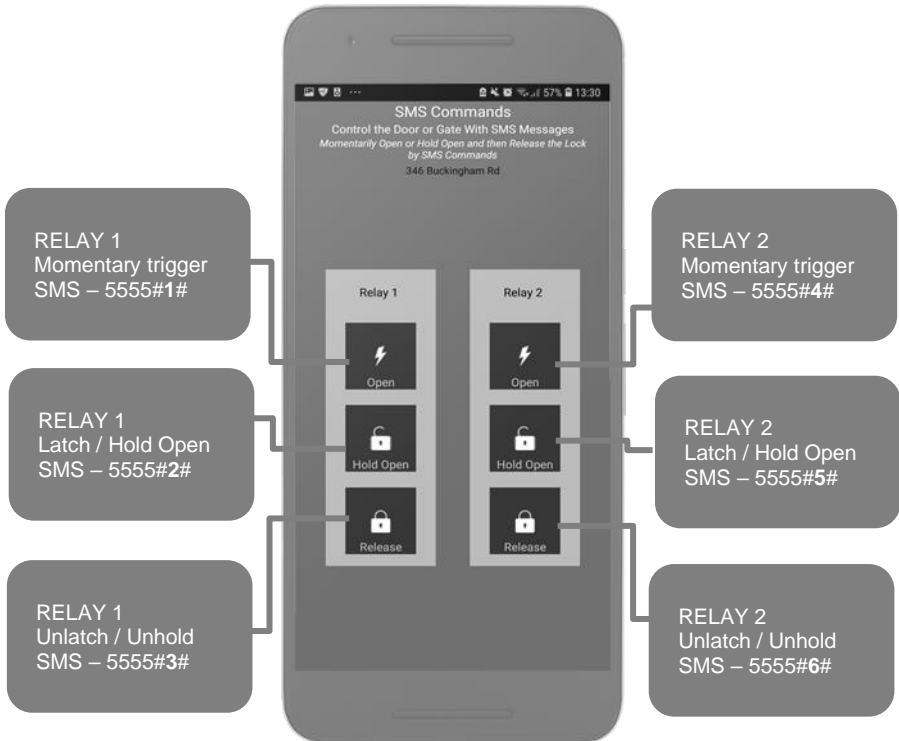 57% 13:30
SMS Commands
Control the Door or Gate With SMS Messages
Momentarily Open or Hold Open and then Release the Lock
by SMS Commands
346 Buckingham Rd
RELAY 1
Momentary trigger
SMS – 5555#1#
RELAY 1
Latch / Hold Open
SMS – 5555#2#
RELAY 1
Unlatch / Unhold
SMS – 5555#3#
Relay 1
Open
Hold Open
Release
Relay 2
Open
Hold Open
Release
RELAY 2
Momentary trigger
SMS – 5555#4#
RELAY 2
Latch / Hold Open
SMS – 5555#5#
RELAY 2
Unlatch / Unhold
SMS – 5555#6#